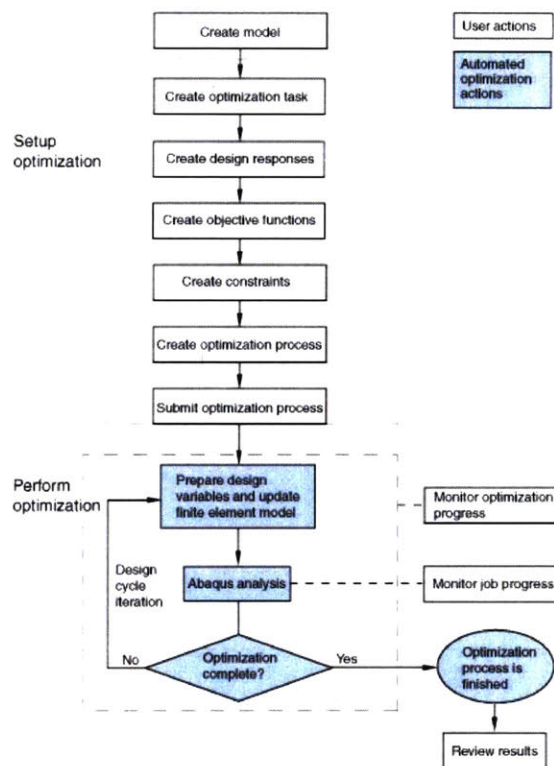 Create model
User actions
Automated
optimization
actions
Create optimization task
Setup
optimization
Create design responses
Create objective functions
Create constraints
Create optimization process
Submit optimization process
Perform
optimization
Prepare design
variables and update
finite element model
Monitor optimization
progress
Design
cycle
iteration
Abaqus analysis
Monitor job progress
No
Optimization
complete?
Yes
Optimization
process is
finished
Review results